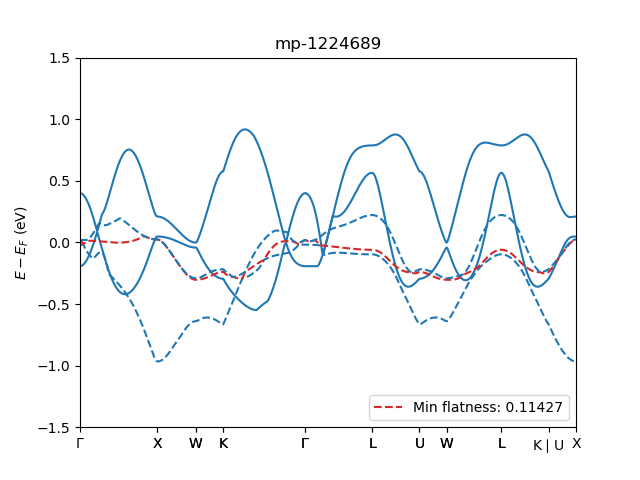 mp-1224689
E − E_F (eV)
1.5
1.0
0.5
0.0
−0.5
−1.0
−1.5
Min flatness: 0.11427
Γ X W K Γ L U W L K | U X